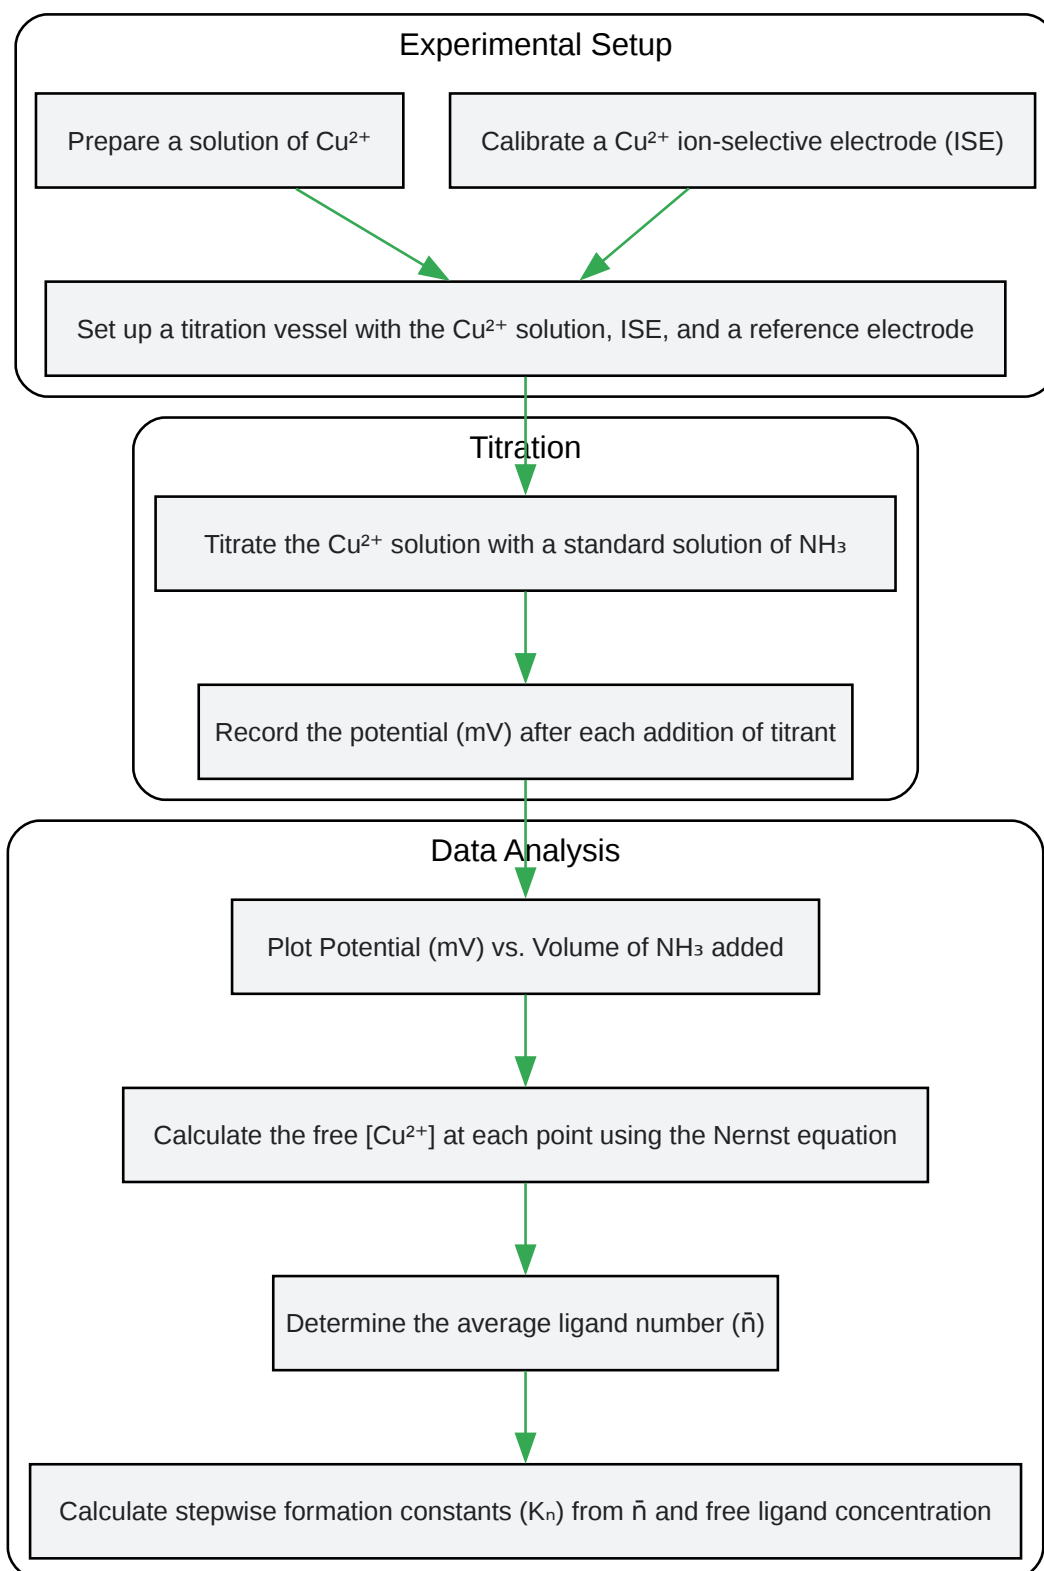 Experimental Setup
Prepare a solution of Cu²⁺
Calibrate a Cu²⁺ ion-selective electrode (ISE)
Set up a titration vessel with the Cu²⁺ solution, ISE, and a reference electrode
Titration
Titrate the Cu²⁺ solution with a standard solution of NH₃
Record the potential (mV) after each addition of titrant
Data Analysis
Plot Potential (mV) vs. Volume of NH₃ added
Calculate the free [Cu²⁺] at each point using the Nernst equation
Determine the average ligand number (n̄)
Calculate stepwise formation constants (Kₙ) from n̄ and free ligand concentration